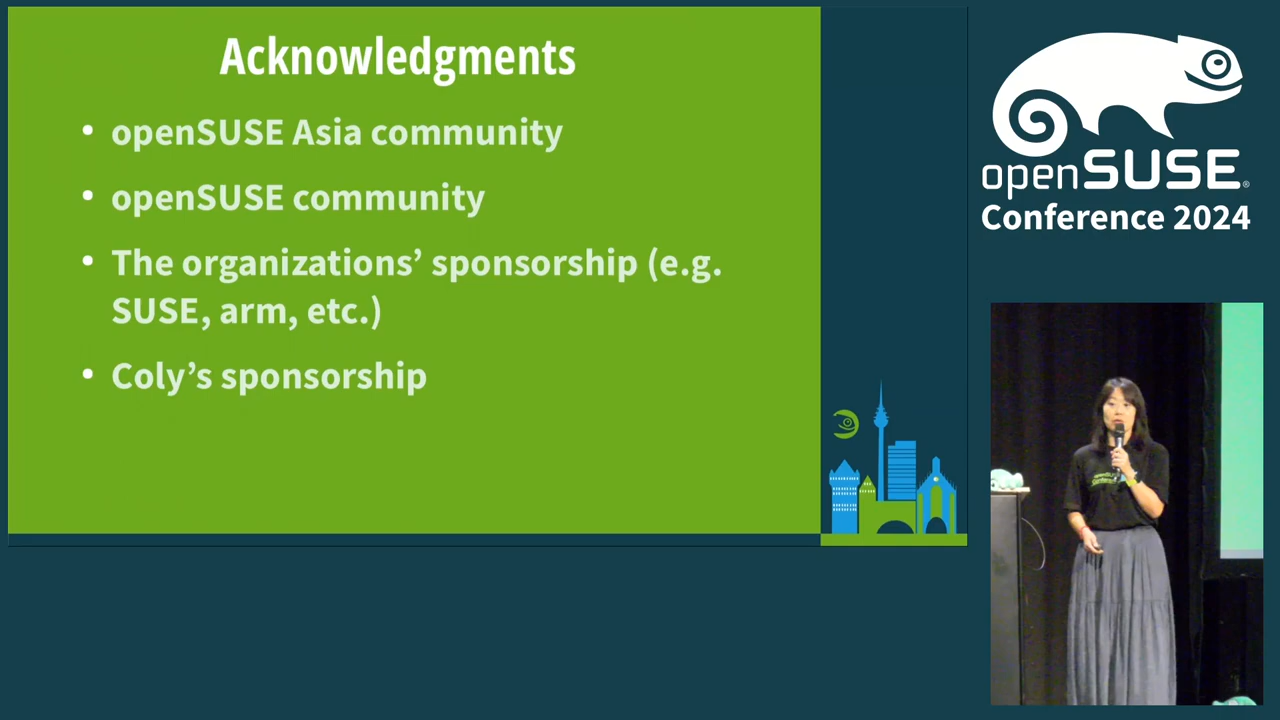 Acknowledgments
• openSUSE Asia community
• openSUSE community
• The organizations’ sponsorship (e.g.
SUSE, arm, etc.)
• Coly’s sponsorship
openSUSE®
Conference 2024